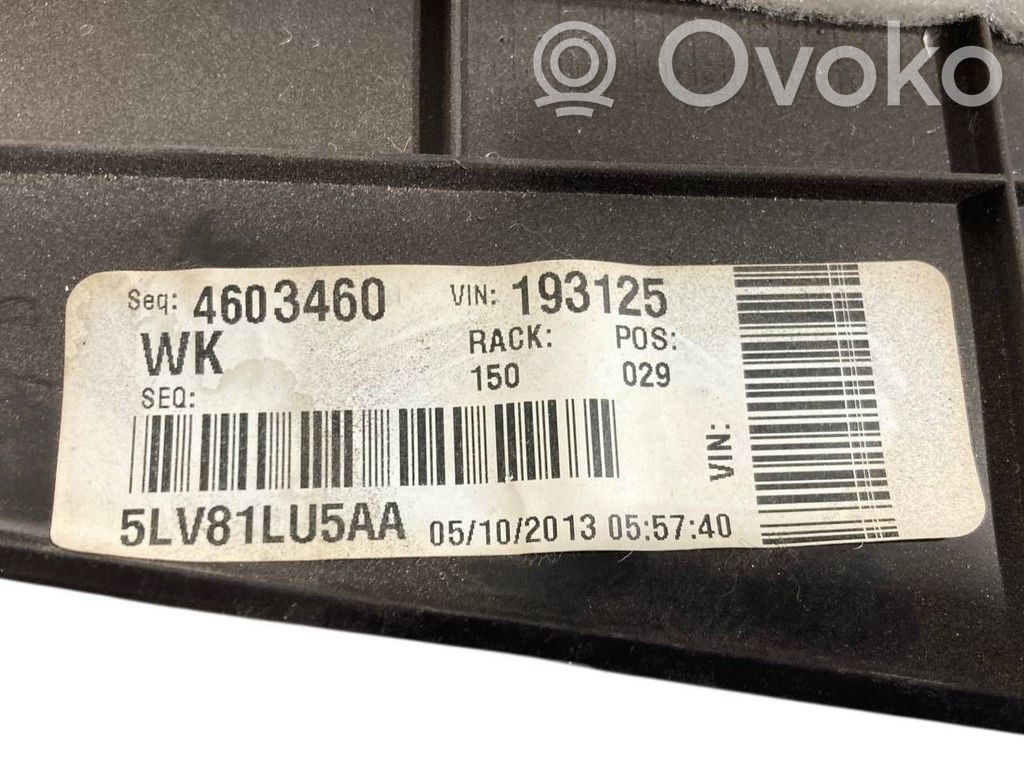 Ovoko
Seq: 4603460 VIN: 193125
WK RACK: POS:
150 029
SEQ:
VIN:
5LV81LU5AA 05/10/2013 05:57:40